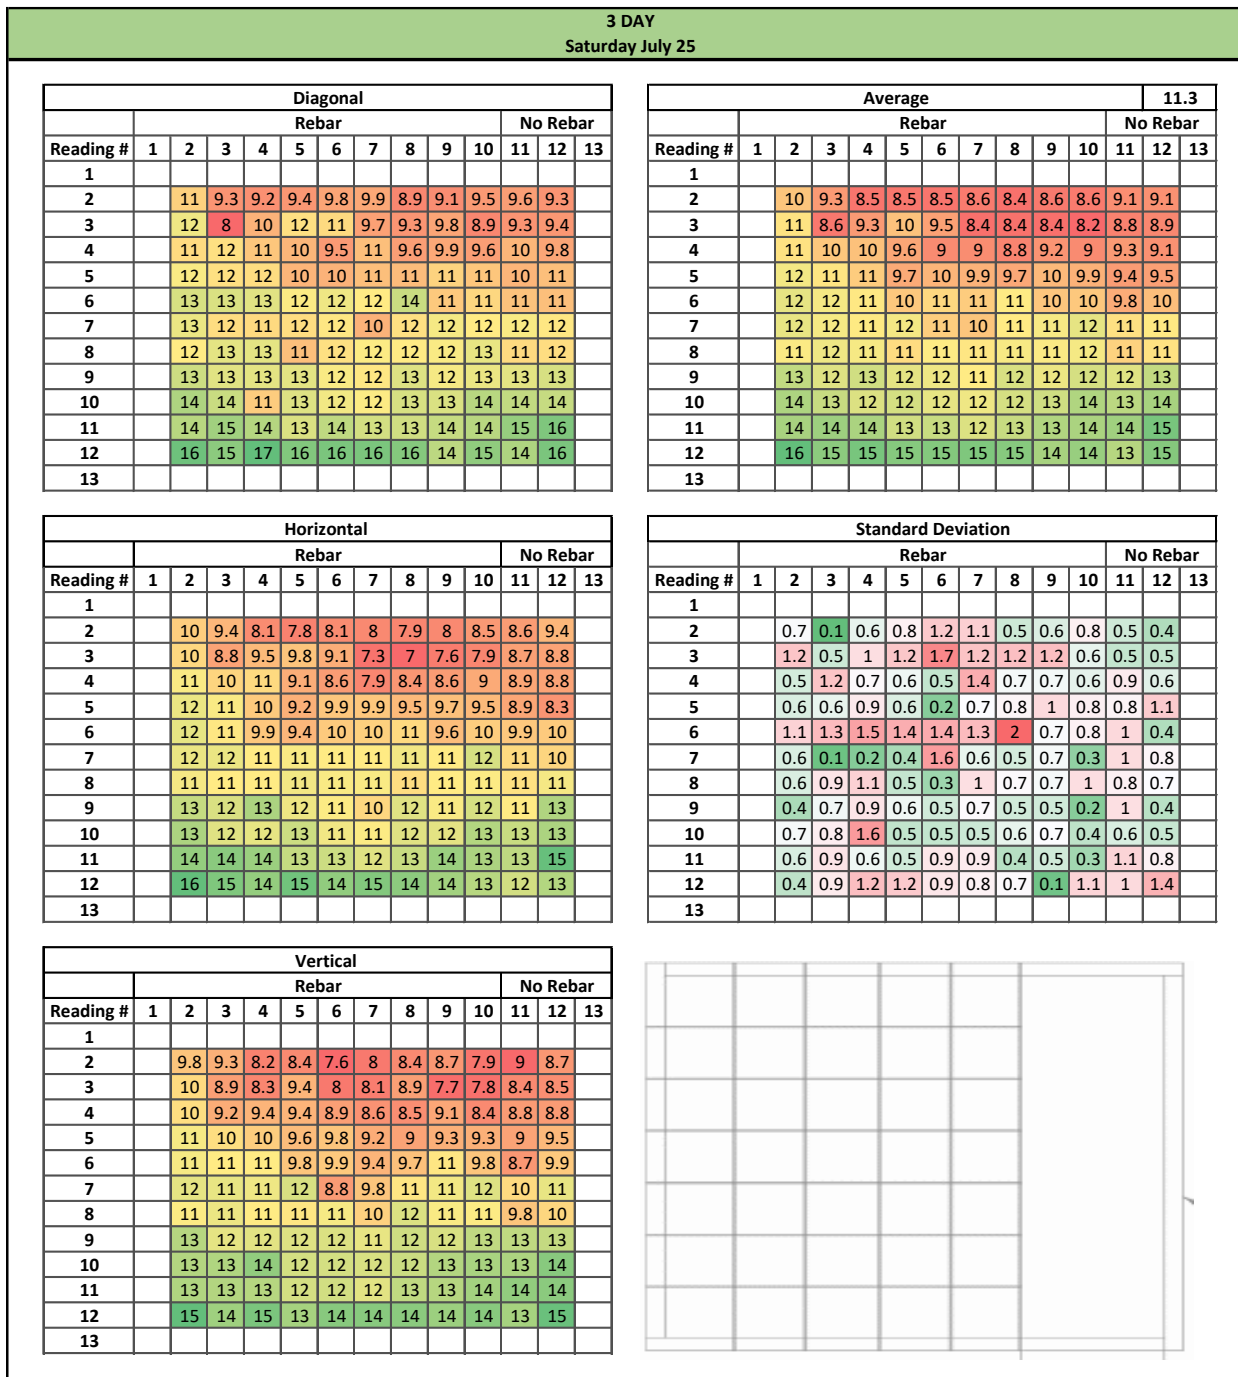 3 DAY
Saturday July 25
Diagonal
Rebar No Rebar
Reading # 1 2 3 4 5 6 7 8 9 10 11 12 13
1
2 11 9.3 9.2 9.4 9.8 9.9 8.9 9.1 9.5 9.6 9.3
3 12 8 10 12 11 9.7 9.3 9.8 8.9 9.3 9.4
4 11 12 11 10 9.5 11 9.6 9.9 9.6 10 9.8
5 12 12 12 10 10 11 11 11 11 10 11
6 13 13 13 12 12 12 14 11 11 11 11
7 13 12 11 12 12 10 12 12 12 12 12
8 12 13 13 11 12 12 12 12 13 11 12
9 13 13 13 13 12 12 13 12 13 13 13
10 14 14 11 13 12 12 13 13 14 14 14
11 14 15 14 13 14 13 13 14 14 15 16
12 16 15 17 16 16 16 16 14 15 14 16
13
Average 11.3
Rebar No Rebar
Reading # 1 2 3 4 5 6 7 8 9 10 11 12 13
1
2 10 9.3 8.5 8.5 8.5 8.6 8.4 8.6 8.6 9.1 9.1
3 11 8.6 9.3 10 9.5 8.4 8.4 8.4 8.2 8.8 8.9
4 11 10 10 9.6 9 9 8.8 9.2 9 9.3 9.1
5 12 11 11 9.7 10 9.9 9.7 10 9.9 9.4 9.5
6 12 12 11 10 11 11 11 10 10 9.8 10
7 12 12 11 12 11 10 11 11 12 11 11
8 11 12 11 11 11 11 11 11 12 11 11
9 13 12 13 12 12 11 12 12 12 12 13
10 14 13 12 12 12 12 12 13 14 13 14
11 14 14 14 13 13 12 13 13 14 14 15
12 16 15 15 15 15 15 15 14 14 13 15
13
Horizontal
Rebar No Rebar
Reading # 1 2 3 4 5 6 7 8 9 10 11 12 13
1
2 10 9.4 8.1 7.8 8.1 8 7.9 8 8.5 8.6 9.4
3 10 8.8 9.5 9.8 9.1 7.3 7 7.6 7.9 8.7 8.8
4 11 10 11 9.1 8.6 7.9 8.4 8.6 9 8.9 8.8
5 12 11 10 9.2 9.9 9.9 9.5 9.7 9.5 8.9 8.3
6 12 11 9.9 9.4 10 10 11 9.6 10 9.9 10
7 12 12 11 11 11 11 11 11 12 11 10
8 11 11 11 11 11 11 11 11 11 11 11
9 13 12 13 12 11 10 12 11 12 11 13
10 13 12 12 13 11 11 12 12 13 13 13
11 14 14 14 13 13 12 13 14 13 13 15
12 16 15 14 15 14 15 14 14 13 12 13
13
Standard Deviation
Rebar No Rebar
Reading # 1 2 3 4 5 6 7 8 9 10 11 12 13
1
2 0.7 0.1 0.6 0.8 1.2 1.1 0.5 0.6 0.8 0.5 0.4
3 1.2 0.5 1 1.2 1.7 1.2 1.2 1.2 0.6 0.5 0.5
4 0.5 1.2 0.7 0.6 0.5 1.4 0.7 0.7 0.6 0.9 0.6
5 0.6 0.6 0.9 0.6 0.2 0.7 0.8 1 0.8 0.8 1.1
6 1.1 1.3 1.5 1.4 1.4 1.3 2 0.7 0.8 1 0.4
7 0.6 0.1 0.2 0.4 1.6 0.6 0.5 0.7 0.3 1 0.8
8 0.6 0.9 1.1 0.5 0.3 1 0.7 0.7 1 0.8 0.7
9 0.4 0.7 0.9 0.6 0.5 0.7 0.5 0.5 0.2 1 0.4
10 0.7 0.8 1.6 0.5 0.5 0.5 0.6 0.7 0.4 0.6 0.5
11 0.6 0.9 0.6 0.5 0.9 0.9 0.4 0.5 0.3 1.1 0.8
12 0.4 0.9 1.2 1.2 0.9 0.8 0.7 0.1 1.1 1 1.4
13
Vertical
Rebar No Rebar
Reading # 1 2 3 4 5 6 7 8 9 10 11 12 13
1
2 9.8 9.3 8.2 8.4 7.6 8 8.4 8.7 7.9 9 8.7
3 10 8.9 8.3 9.4 8 8.1 8.9 7.7 7.8 8.4 8.5
4 10 9.2 9.4 9.4 8.9 8.6 8.5 9.1 8.4 8.8 8.8
5 11 10 10 9.6 9.8 9.2 9 9.3 9.3 9 9.5
6 11 11 11 9.8 9.9 9.4 9.7 11 9.8 8.7 9.9
7 12 11 11 12 8.8 9.8 11 11 12 10 11
8 11 11 11 11 11 10 12 11 11 9.8 10
9 13 12 12 12 12 11 12 12 13 13 13
10 13 13 14 12 12 12 12 13 13 13 14
11 13 13 13 12 12 12 13 13 14 14 14
12 15 14 15 13 14 14 14 14 14 13 15
13